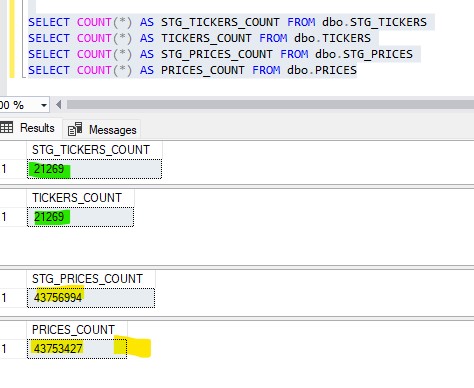 SELECT COUNT(*) AS STG_TICKERS_COUNT FROM dbo.STG_TICKERS
SELECT COUNT(*) AS TICKERS_COUNT FROM dbo.TICKERS
SELECT COUNT(*) AS STG_PRICES_COUNT FROM dbo.STG_PRICES
SELECT COUNT(*) AS PRICES_COUNT FROM dbo.PRICES
00 %
Results Messages
STG_TICKERS_COUNT
1 21269
TICKERS_COUNT
1 21269
STG_PRICES_COUNT
1 43756994
PRICES_COUNT
1 43753427